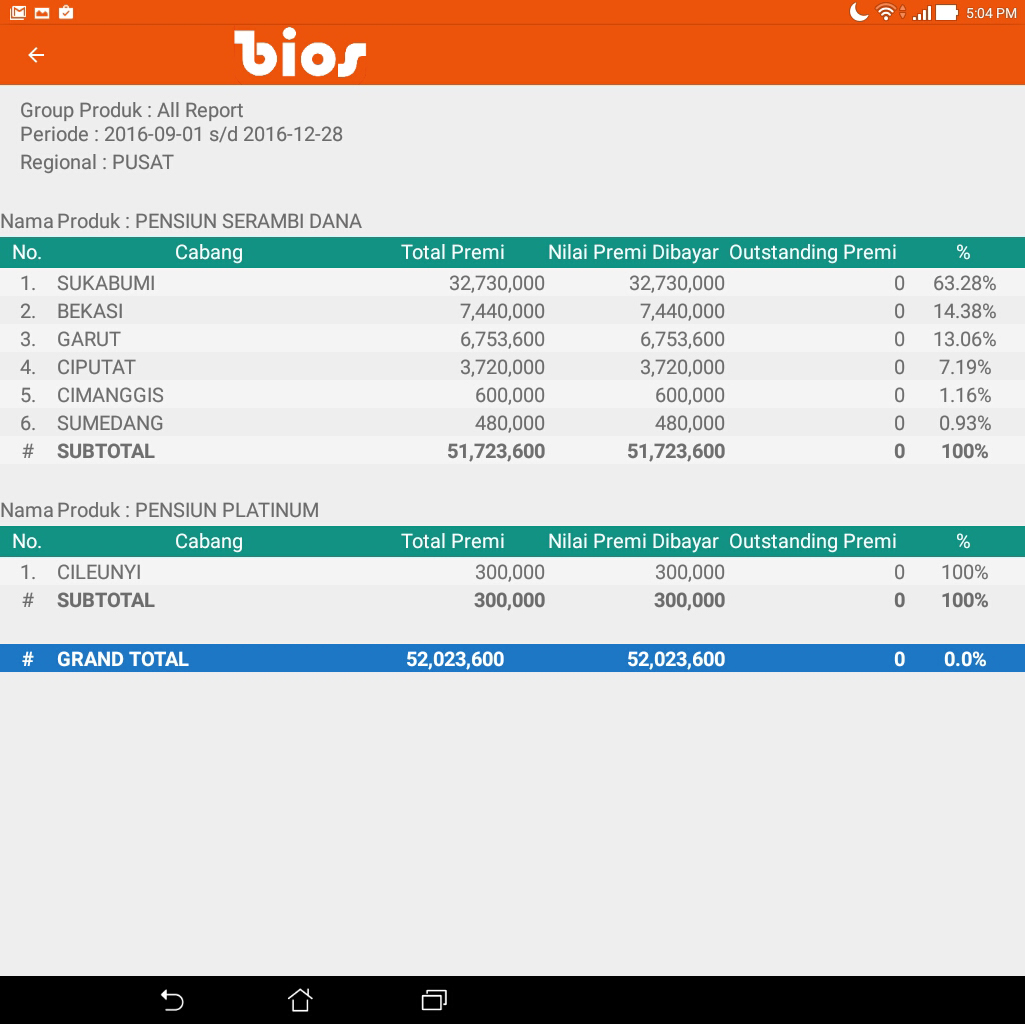 5:04 PM
bios
Group Produk : All Report
Periode : 2016-09-01 s/d 2016-12-28
Regional : PUSAT
Nama Produk : PENSIUN SERAMBI DANA
No. Cabang Total Premi Nilai Premi Dibayar Outstanding Premi %
1. SUKABUMI 32,730,000 32,730,000 0 63.28%
2. BEKASI 7,440,000 7,440,000 0 14.38%
3. GARUT 6,753,600 6,753,600 0 13.06%
4. CIPUTAT 3,720,000 3,720,000 0 7.19%
5. CIMANGGIS 600,000 600,000 0 1.16%
6. SUMEDANG 480,000 480,000 0 0.93%
# SUBTOTAL 51,723,600 51,723,600 0 100%
Nama Produk : PENSIUN PLATINUM
No. Cabang Total Premi Nilai Premi Dibayar Outstanding Premi %
1. CILEUNYI 300,000 300,000 0 100%
# SUBTOTAL 300,000 300,000 0 100%
# GRAND TOTAL 52,023,600 52,023,600 0 0.0%